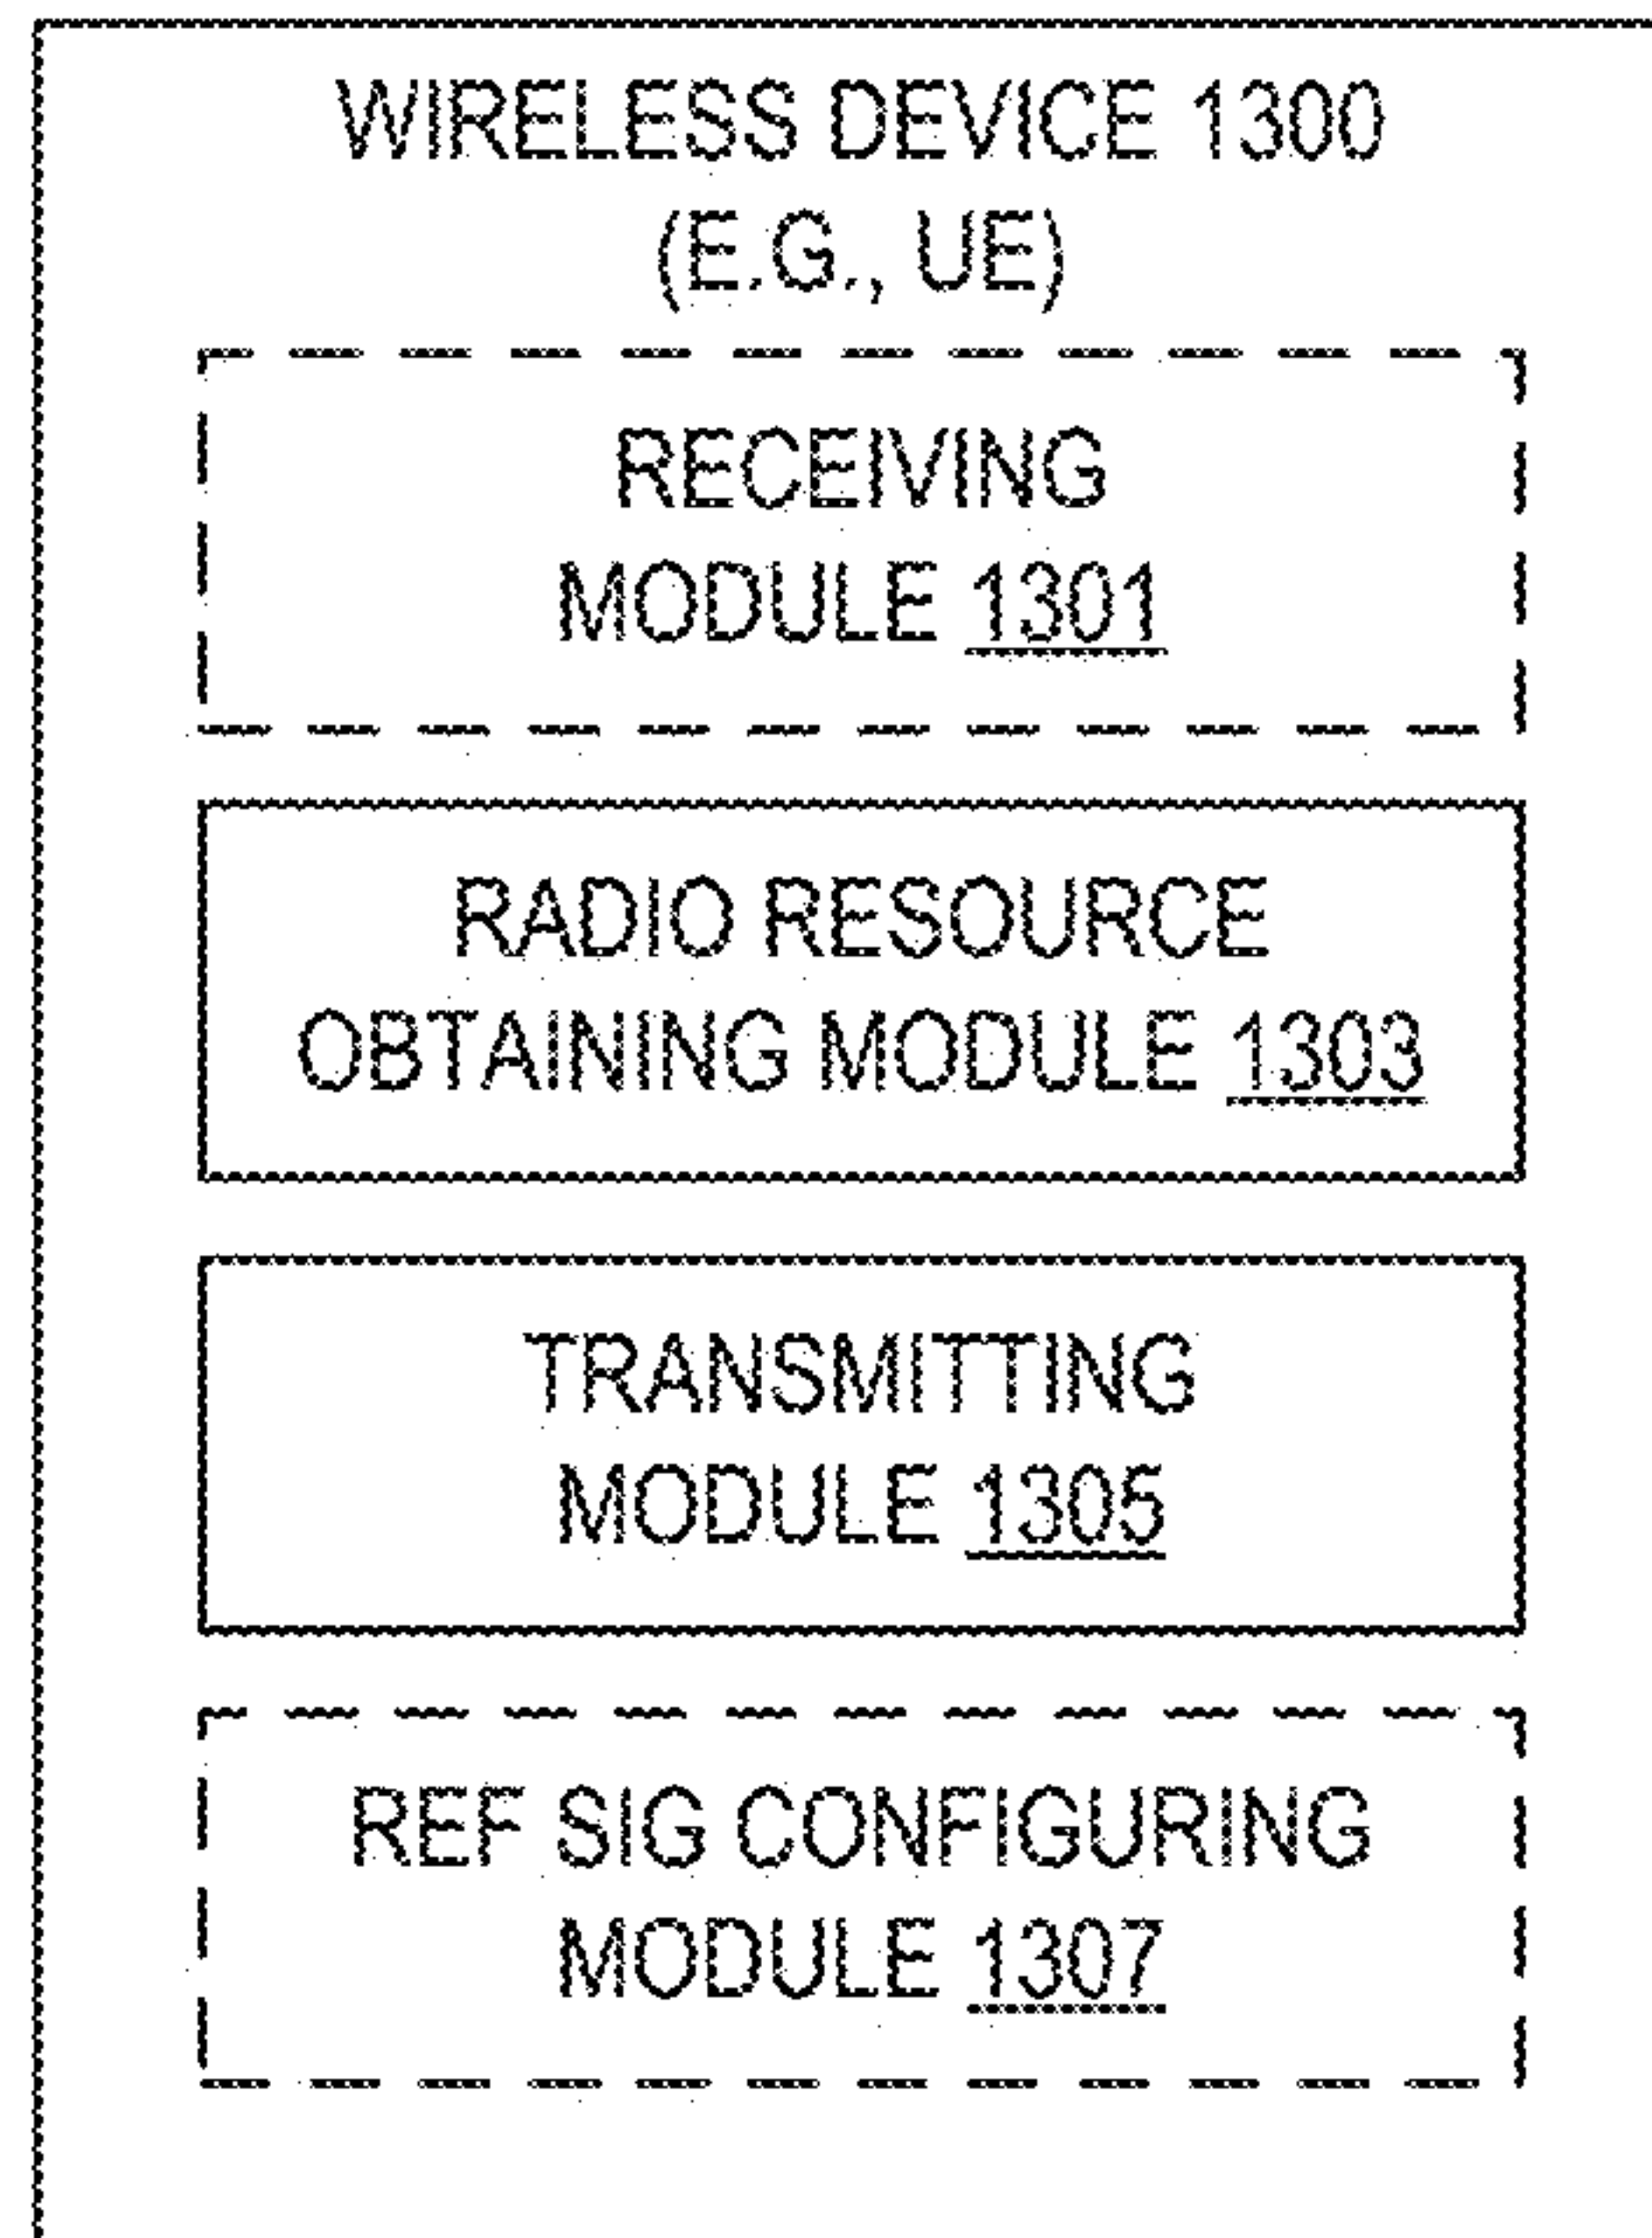 WIRELESS DEVICE 1300
(E.G., UE)
RECEIVING
MODULE 1301
RADIO RESOURCE
OBTAINING MODULE 1303
TRANSMITTING
MODULE 1305
REF SIG CONFIGURING
MODULE 1307